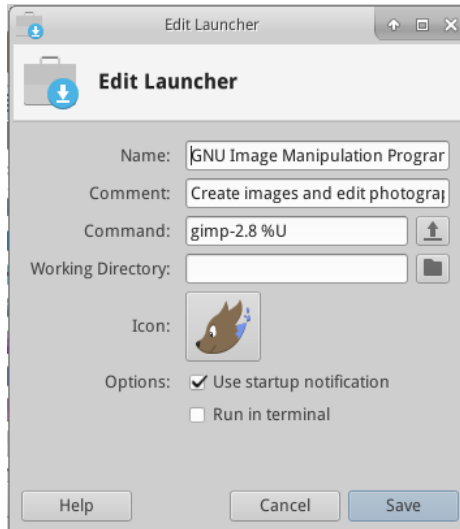 Edit Launcher
Edit Launcher
Name: GNU Image Manipulation Prograr
Comment: Create images and edit photograp
Command: gimp-2.8 %U
Working Directory:
Icon:
Options: Use startup notification
Run in terminal
Help Cancel Save